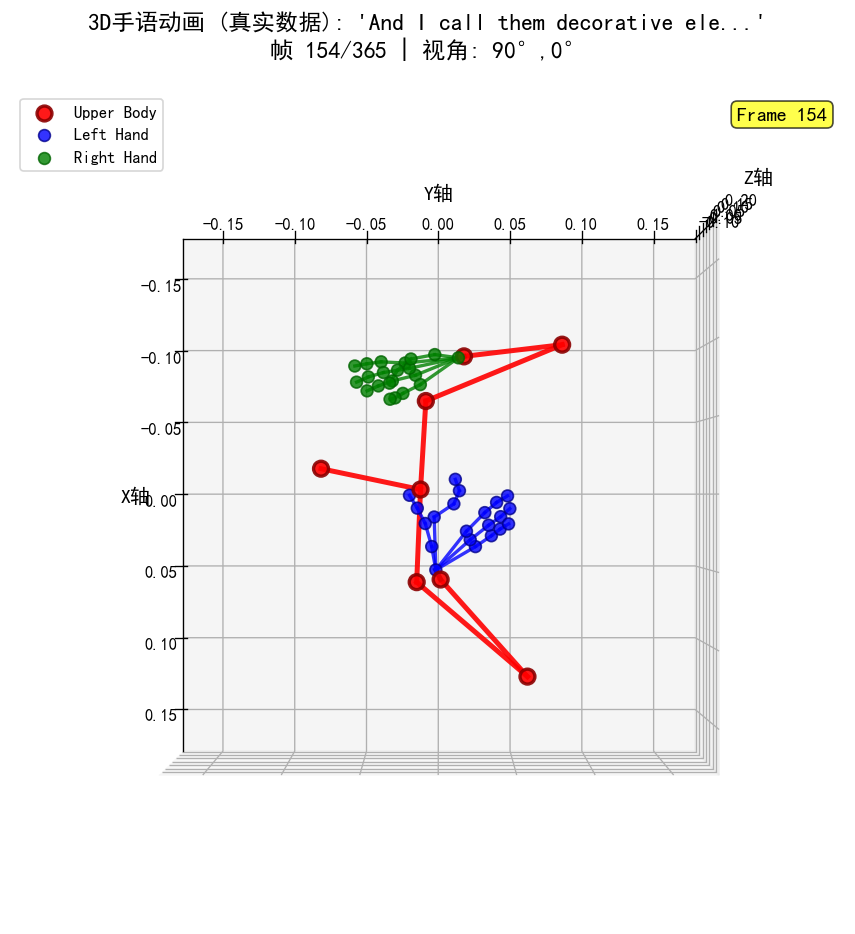 3D手语动画 (真实数据): 'And I call them decorative ele...'
帧 154/365 | 视角: 90°,0°
Upper Body
Left Hand
Right Hand
Frame 154
Z轴
Y轴
-0.15 -0.10 -0.05 0.00 0.05 0.10 0.15
-0.15
-0.10
-0.05
X轴
0.00
0.05
0.10
0.15